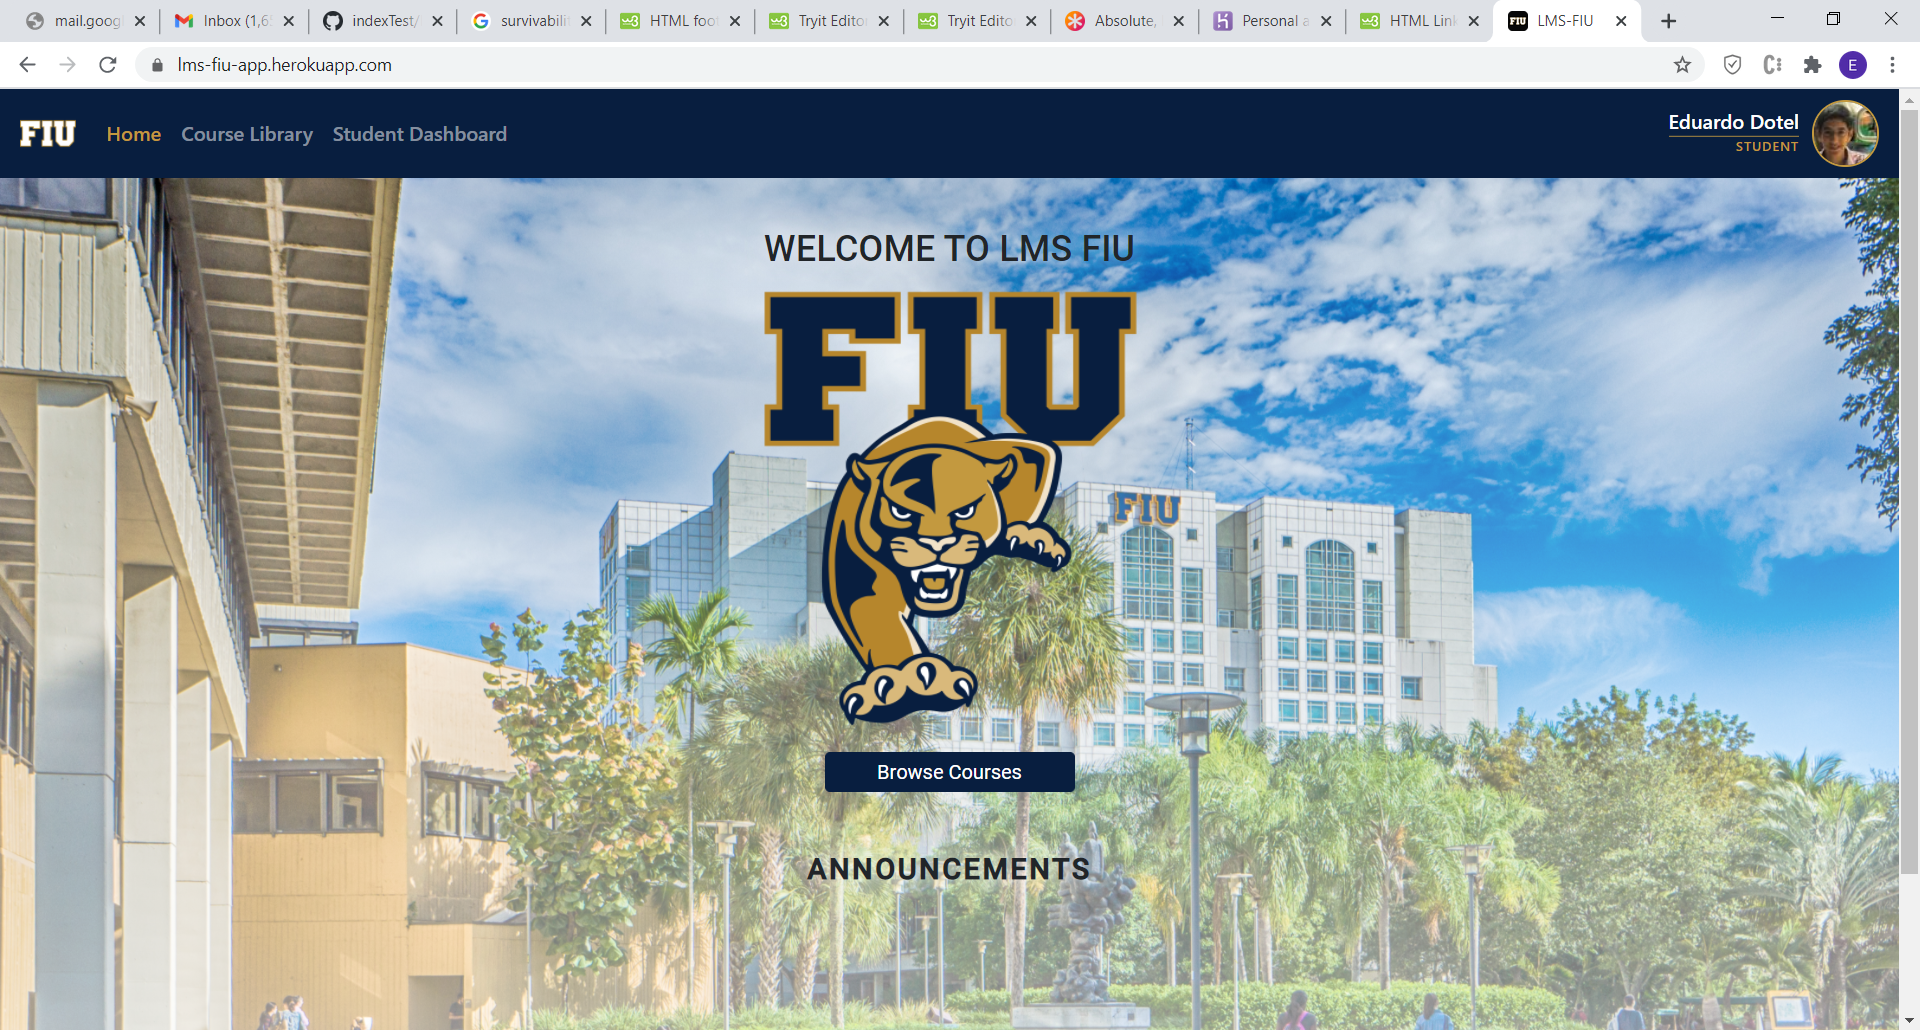 mail.goog
Inbox (1,6
indexTest/
survivabili
HTML foo
Tryit Edito
Tryit Edito
Absolute,
Personal a
HTML Link
FIU
LMS-FIU
lms-fiu-app.herokuapp.com
E
FIU
Home
Course Library
Student Dashboard
Eduardo Dotel
STUDENT
WELCOME TO LMS FIU
FIU
FIU
Browse Courses
ANNOUNCEMENTS